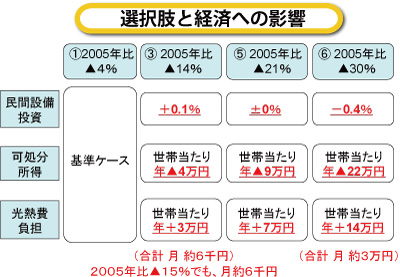 選択肢と経済への影響
①2005年比
▲4%
③ 2005年比
▲14%
⑤ 2005年比
▲21%
⑥ 2005年比
▲30%
民間設備
投資
基準ケース
+0.1%
±0%
-0.4%
可処分
所得
世帯当たり
年▲4万円
世帯当たり
年▲9万円
世帯当たり
年▲22万円
光熱費
負担
世帯当たり
年+3万円
世帯当たり
年+7万円
世帯当たり
年+14万円
(合計 月 約6千円)
(合計 月 約3万円)
2005年比▲15%でも、月約6千円